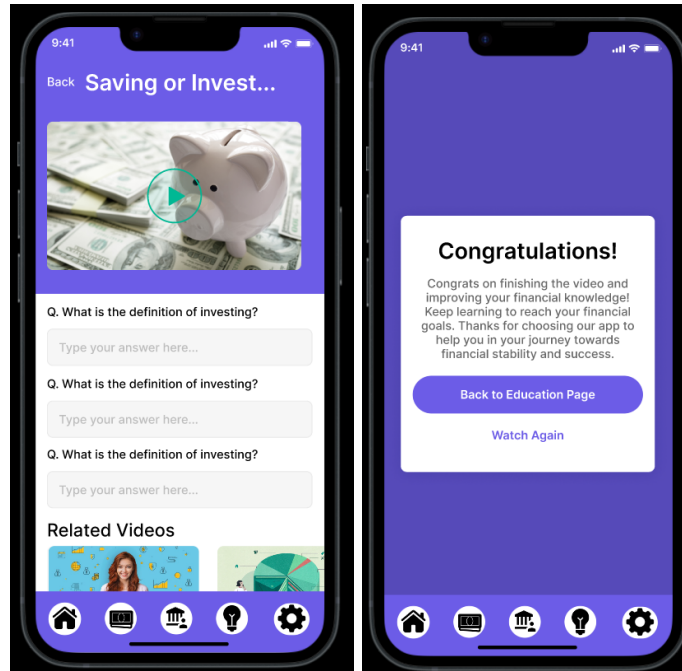 9:41
Back Saving or Invest...
Q. What is the definition of investing?
Type your answer here...
Q. What is the definition of investing?
Type your answer here...
Q. What is the definition of investing?
Type your answer here...
Related Videos
9:41
Congratulations!
Congrats on finishing the video and
improving your financial knowledge!
Keep learning to reach your financial
goals. Thanks for choosing our app to
help you in your journey towards
financial stability and success.
Back to Education Page
Watch Again